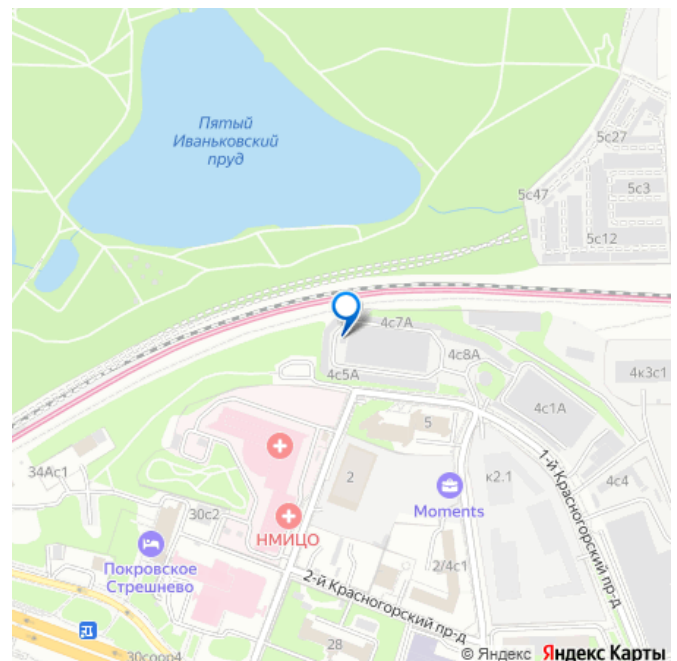 Пятый
Иваньковский
пруд
5с27
5с47
5с3
5с12
4с7А
4с8А
4к3с1
4с5А
4с1А
5
1-й Красногорский пр-д
34Ас1
2
к2.1
4с4
30с2
Moments
НМИЦО
Покровское
Стрешнево
2/4с1
2-й Красногорский пр-д
28
30соор4
© Яндекс Яндекс Карты